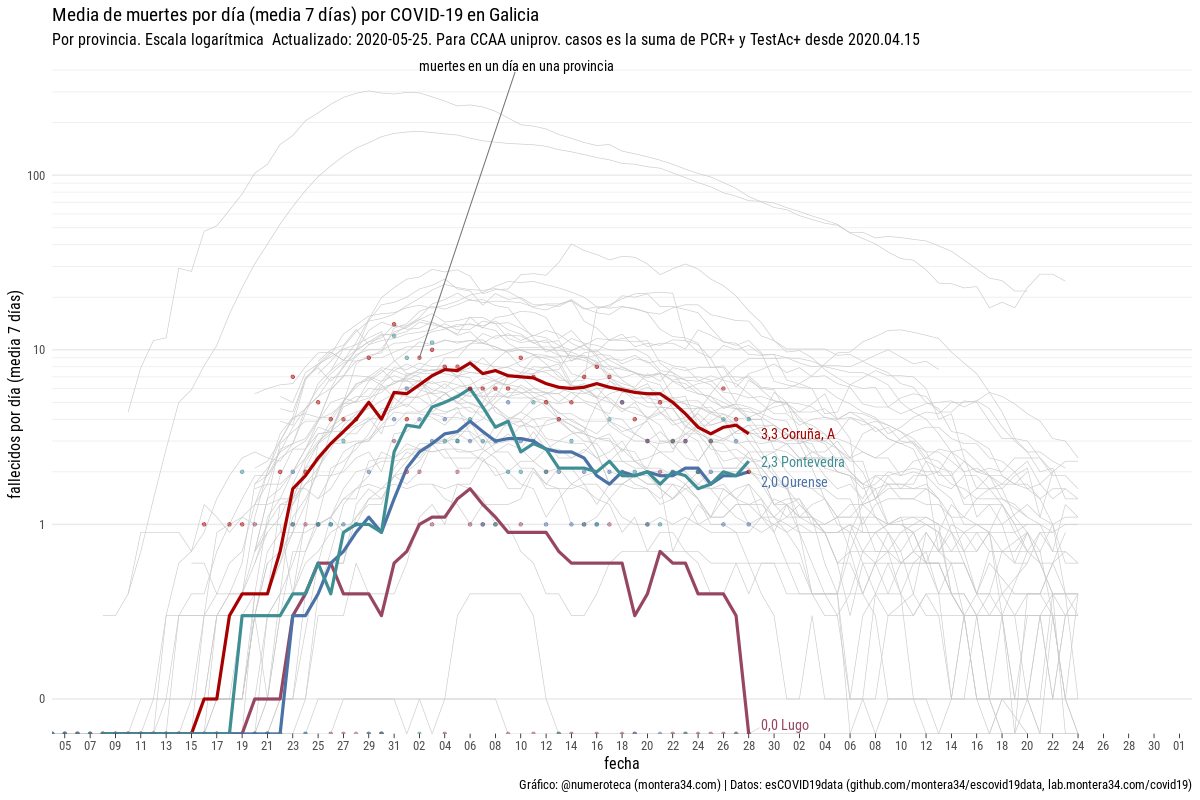 Media de muertes por día (media 7 días) por COVID-19 en Galicia
Por provincia. Escala logarítmica  Actualizado: 2020-05-25. Para CCAA uniprov. casos es la suma de PCR+ y TestAc+ desde 2020.04.15
muertes en un día en una provincia
fallecidos por día (media  7 días)
100
10
1
0
3,3 Coruña, A
2,3 Pontevedra
2,0 Ourense
0,0 Lugo
05 07 09 11 13 15 17 19 21 23 25 27 29 31 02 04 06 08 10 12 14 16 18 20 22 24 26 28 30 02 04 06 08 10 12 14 16 18 20 22 24 26 28 30 01
fecha
Gráfico: @numeroteca (montera34.com) | Datos: esCOVID19data (github.com/montera34/escovid19data, lab.montera34.com/covid19)